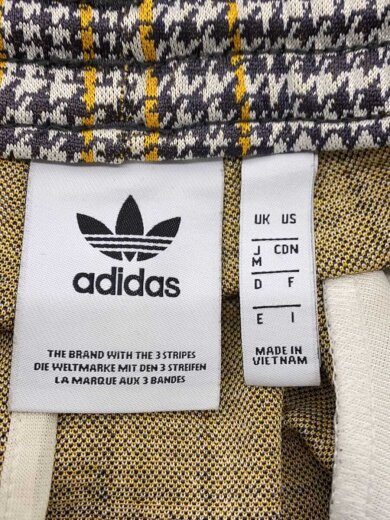 adidas
THE BRAND WITH THE 3 STRIPES
DIE WELTMARKE MIT DEN 3 STREIFEN
LA MARQUE AUX 3 BANDES
UK US
J M CDN
D F
E I
MADE IN
VIETNAM